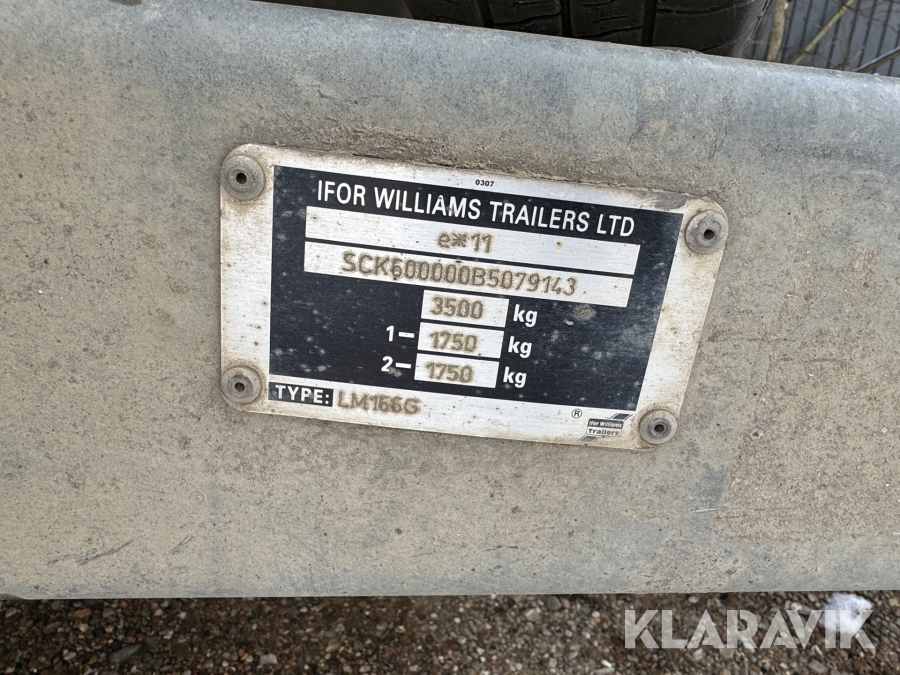 0307
IFOR WILLIAMS TRAILERS LTD
e*11
SCK600000B5079143
3500 kg
1– 1750 kg
2– 1750 kg
TYPE: LM166G
®
Ifor Williams
Trailers
KLARAVIK